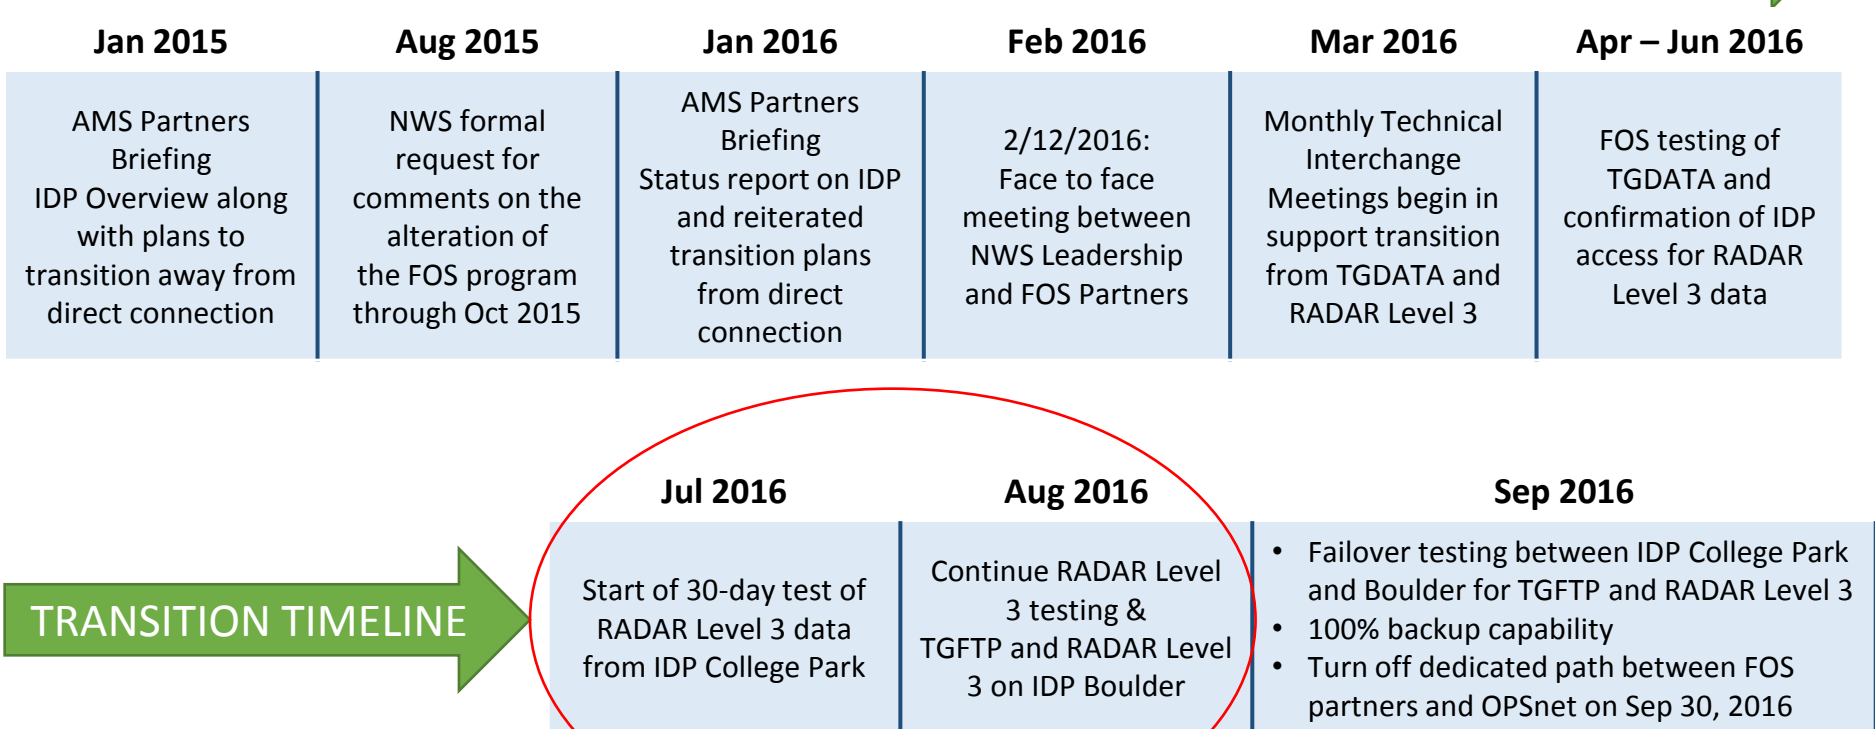 Jan 2015
Aug 2015
Jan 2016
Feb 2016
Mar 2016
Apr – Jun 2016
AMS Partners
Briefing
IDP Overview along
with plans to
transition away from
direct connection
NWS formal
request for
comments on the
alteration of
the FOS program
through Oct 2015
AMS Partners
Briefing
Status report on IDP
and reiterated
transition plans
from direct
connection
2/12/2016:
Face to face
meeting between
NWS Leadership
and FOS Partners
Monthly Technical
Interchange
Meetings begin in
support transition
from TGDATA and
RADAR Level 3
FOS testing of
TGDATA and
confirmation of IDP
access for RADAR
Level 3 data
TRANSITION TIMELINE
Jul 2016
Aug 2016
Sep 2016
Start of 30-day test of
RADAR Level 3 data
from IDP College Park
Continue RADAR Level
3 testing &
TGFTP and RADAR Level
3 on IDP Boulder
• Failover testing between IDP College Park
and Boulder for TGFTP and RADAR Level 3
• 100% backup capability
• Turn off dedicated path between FOS
partners and OPSnet on Sep 30, 2016